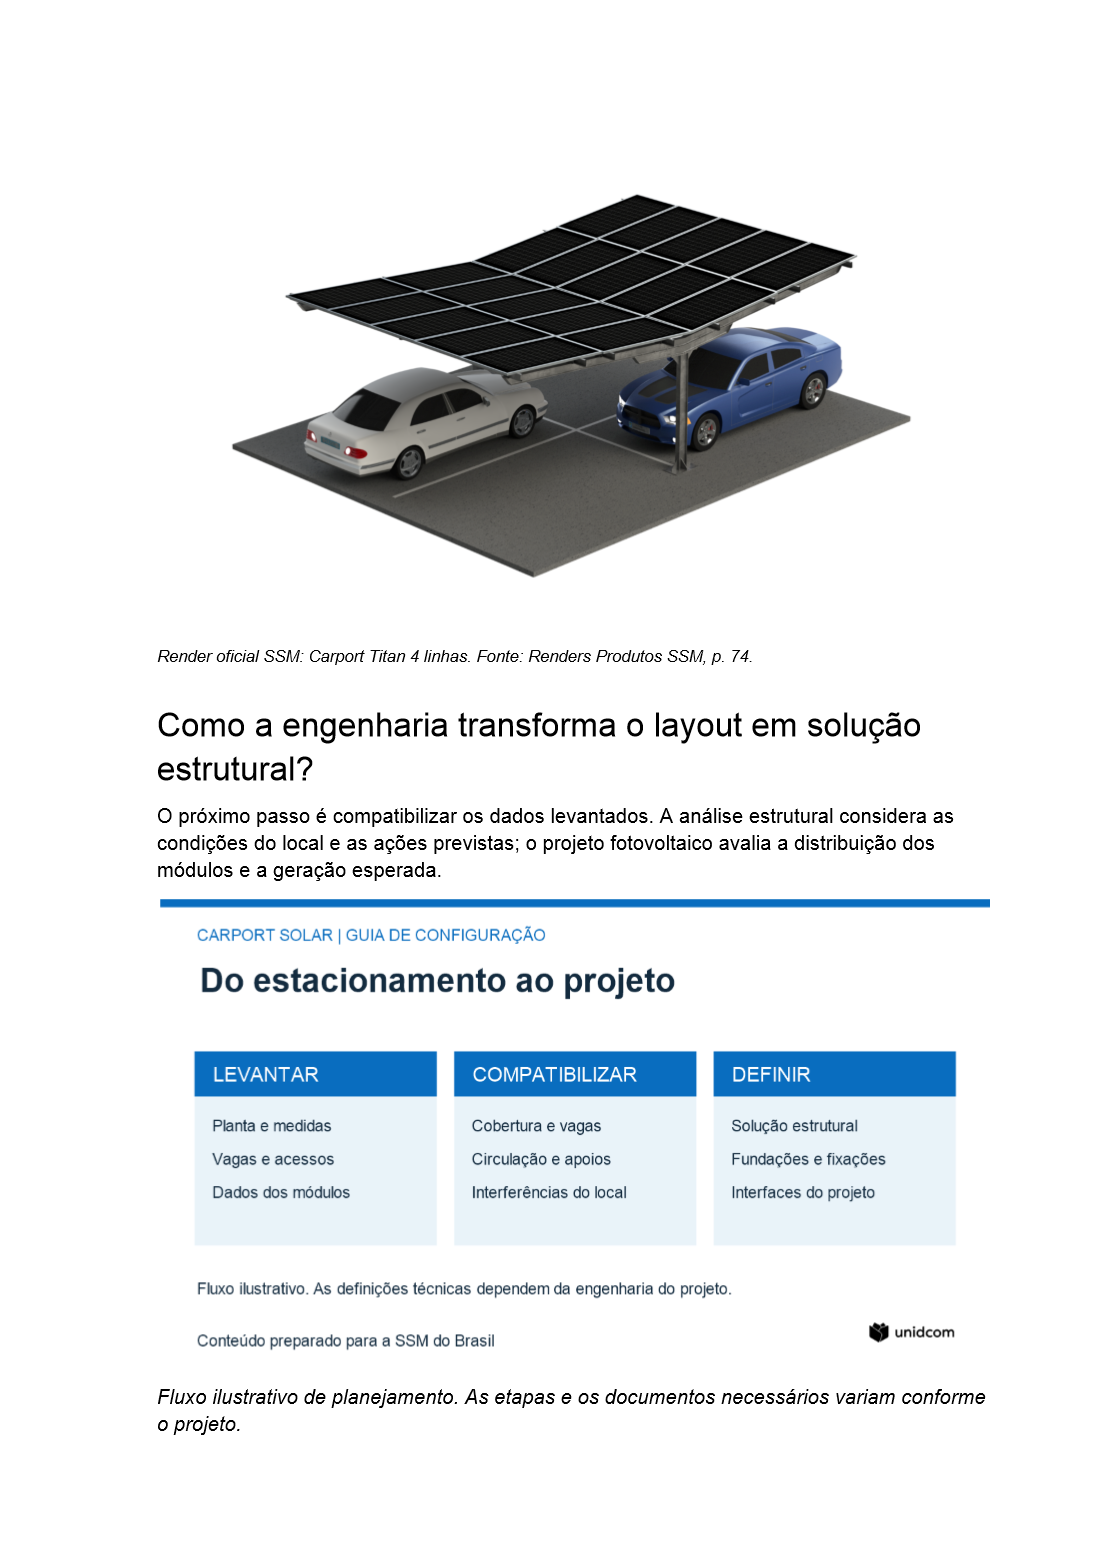 Render oficial SSM: Carport Titan 4 linhas. Fonte: Renders Produtos SSM, p. 74.
Como a engenharia transforma o layout em solução
estrutural?
O próximo passo é compatibilizar os dados levantados. A análise estrutural considera as
condições do local e as ações previstas; o projeto fotovoltaico avalia a distribuição dos
módulos e a geração esperada.
CARPORT SOLAR | GUIA DE CONFIGURAÇÃO
Do estacionamento ao projeto
LEVANTAR
Planta e medidas
Vagas e acessos
Dados dos módulos
COMPATIBILIZAR
Cobertura e vagas
Circulação e apoios
Interferências do local
DEFINIR
Solução estrutural
Fundações e fixações
Interfaces do projeto
Fluxo ilustrativo. As definições técnicas dependem da engenharia do projeto.
Conteúdo preparado para a SSM do Brasil
unidcom
Fluxo ilustrativo de planejamento. As etapas e os documentos necessários variam conforme
o projeto.